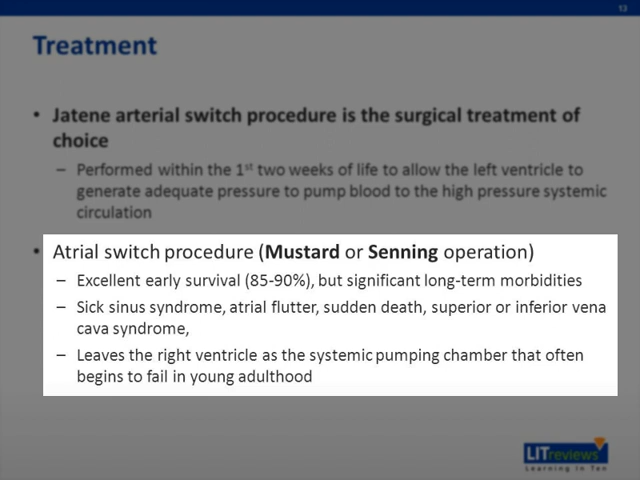 13
Treatment
• Jatene arterial switch procedure is the surgical treatment of
choice
– Performed within the 1st two weeks of life to allow the left ventricle to
generate adequate pressure to pump blood to the high pressure systemic
circulation
• Atrial switch procedure (Mustard or Senning operation)
– Excellent early survival (85-90%), but significant long-term morbidities
– Sick sinus syndrome, atrial flutter, sudden death, superior or inferior vena
cava syndrome,
– Leaves the right ventricle as the systemic pumping chamber that often
begins to fail in young adulthood
LITreviews
Learning In Ten